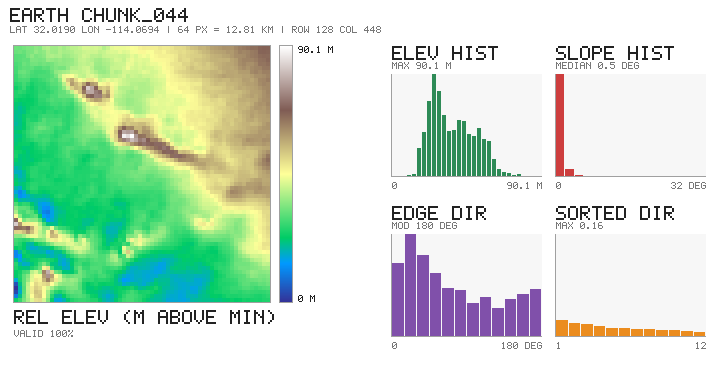 EARTH CHUNK_044
LAT 32.0190 LON -114.0694 | 64 PX = 12.81 KM | ROW 128 COL 448
90.1 M
0 M
REL ELEV (M ABOVE MIN)
VALID 100%
ELEV HIST
MAX 90.1 M
0 90.1 M
SLOPE HIST
MEDIAN 0.5 DEG
0 32 DEG
EDGE DIR
MOD 180 DEG
0 180 DEG
SORTED DIR
MAX 0.16
1 12